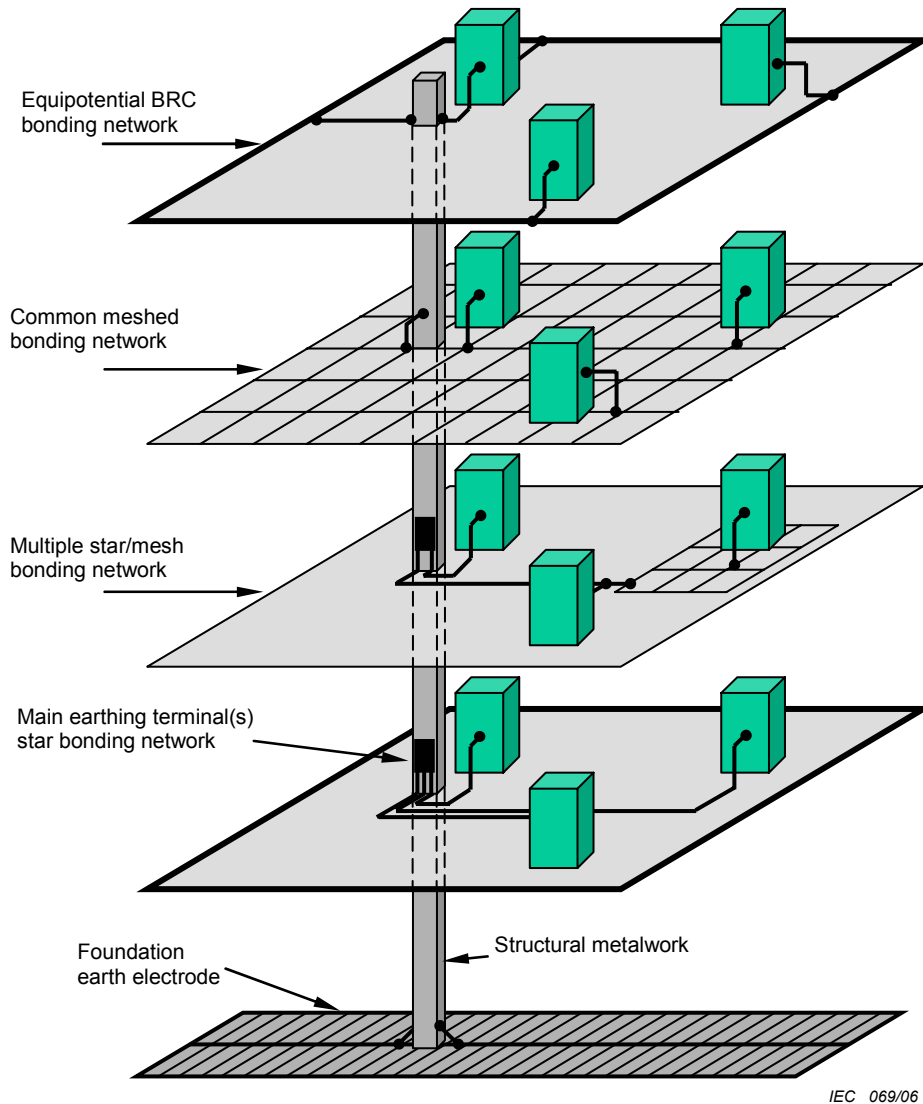 Equipotential BRC
bonding network
Common meshed
bonding network
Multiple star/mesh
bonding network
Main earthing terminal(s)
star bonding network
Foundation
earth electrode
Structural metalwork
IEC 069/06